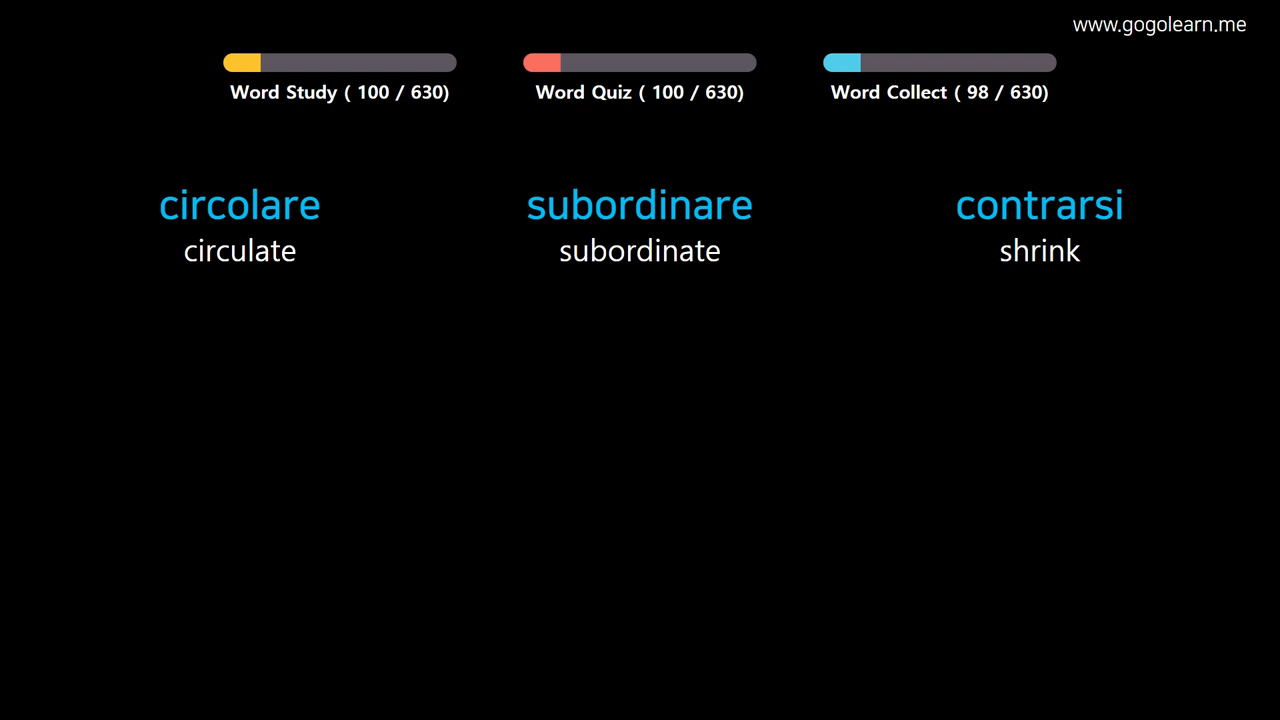 www.gogolearn.me
Word Study ( 100 / 630)
Word Quiz ( 100 / 630)
Word Collect ( 98 / 630)
circolare
circulate
subordinare
subordinate
contrarsi
shrink